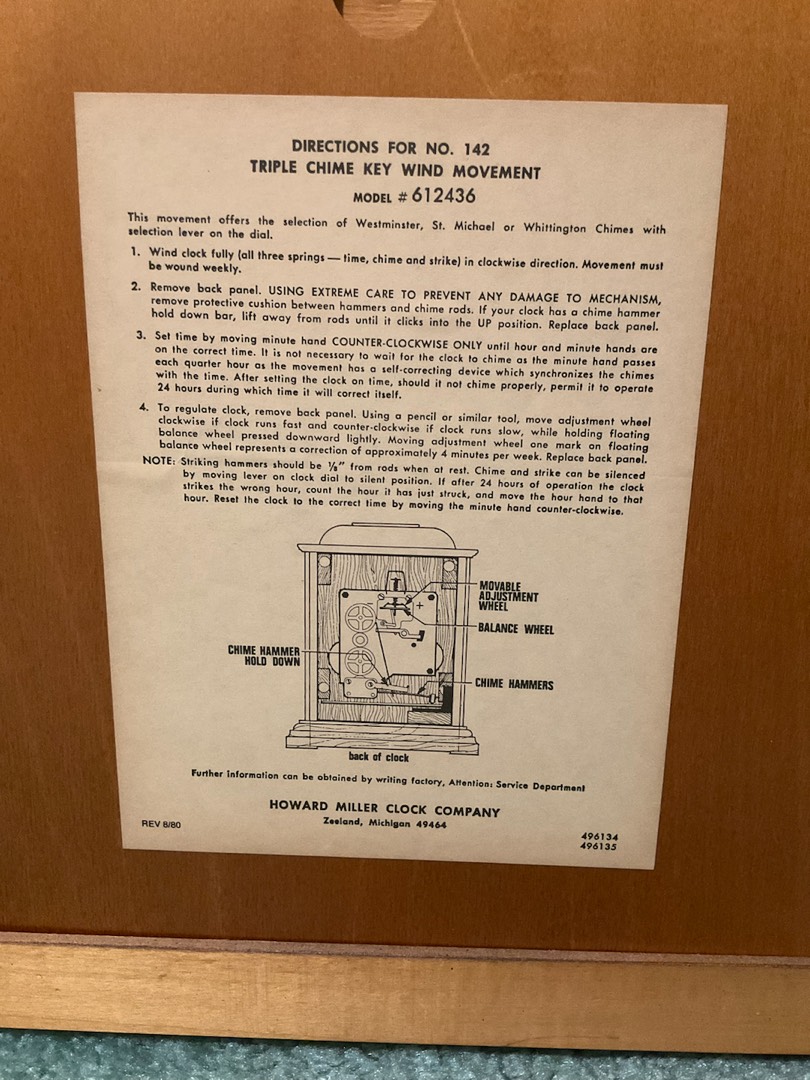 DIRECTIONS FOR NO. 142
TRIPLE CHIME KEY WIND MOVEMENT
MODEL # 612436
This movement offers the selection of Westminster, St. Michael or Whittington Chimes with
selection lever on the dial.
1. Wind clock fully (all three springs — time, chime and strike) in clockwise direction. Movement must
be wound weekly.
2. Remove back panel. USING EXTREME CARE TO PREVENT ANY DAMAGE TO MECHANISM,
remove protective cushion between hammers and chime rods. If your clock has a chime hammer
hold down bar, lift away from rods until it clicks into the UP position. Replace back panel.
3. Set time by moving minute hand COUNTER-CLOCKWISE ONLY until hour and minute hands are
on the correct time. It is not necessary to wait for the clock to chime as the minute hand passes
each quarter hour as the movement has a self-correcting device which synchronizes the chimes
with the time. After setting the clock on time, should it not chime properly, permit it to operate
24 hours during which time it will correct itself.
4. To regulate clock, remove back panel. Using a pencil or similar tool, move adjustment wheel
clockwise if clock runs fast and counter-clockwise if clock runs slow, while holding floating
balance wheel pressed downward lightly. Moving adjustment wheel one mark on floating
balance wheel represents a correction of approximately 4 minutes per week. Replace back panel.
NOTE: Striking hammers should be ⅛" from rods when at rest. Chime and strike can be silenced
by moving lever on clock dial to silent position. If after 24 hours of operation the clock
strikes the wrong hour, count the hour it has just struck, and move the hour hand to that
hour. Reset the clock to the correct time by moving the minute hand counter-clockwise.
MOVABLE
ADJUSTMENT
WHEEL
- +
BALANCE WHEEL
CHIME HAMMER
HOLD DOWN
CHIME HAMMERS
back of clock
Further information can be obtained by writing factory, Attention: Service Department
HOWARD MILLER CLOCK COMPANY
Zeeland, Michigan 49464
REV 8/80
496134
496135